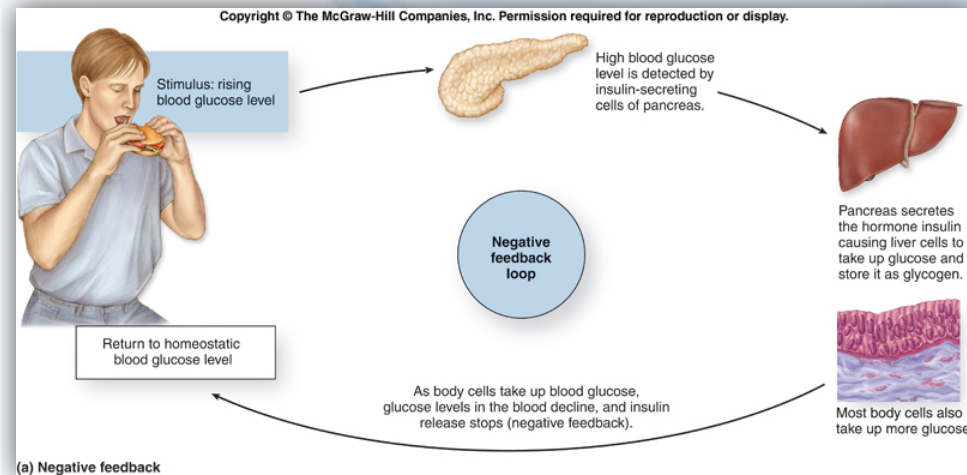 Copyright © The McGraw-Hill Companies, Inc. Permission required for reproduction or display.
Stimulus: rising
blood glucose level
High blood glucose
level is detected by
insulin-secreting
cells of pancreas.
Pancreas secretes
the hormone insulin
causing liver cells to
take up glucose and
store it as glycogen.
Negative
feedback
loop
Most body cells also
take up more glucose
As body cells take up blood glucose,
glucose levels in the blood decline, and insulin
release stops (negative feedback).
Return to homeostatic
blood glucose level
(a) Negative feedback